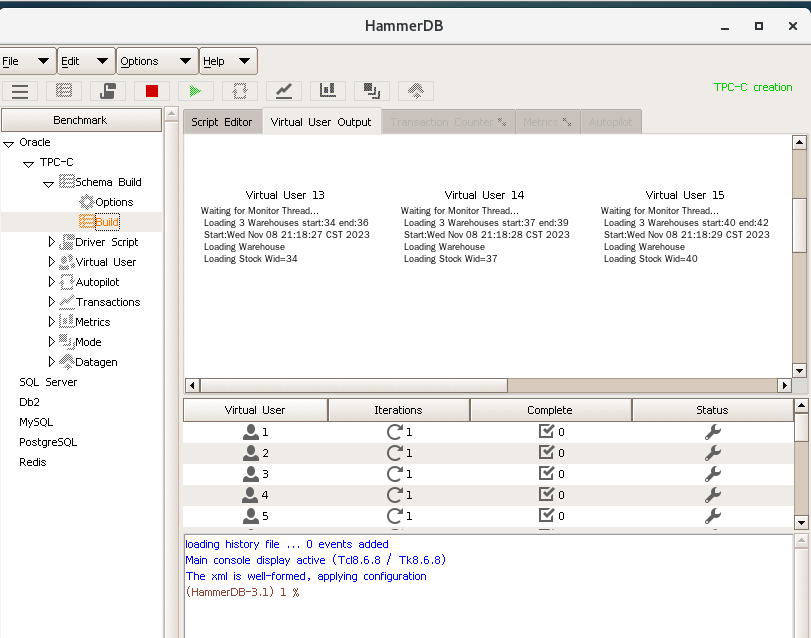 HammerDB
File Edit Options Help
TPC-C creation
Benchmark
Oracle
TPC-C
Schema Build
Options
Build
Driver Script
Virtual User
Autopilot
Transactions
Metrics
Mode
Datagen
SQL Server
Db2
MySQL
PostgreSQL
Redis
Script Editor Virtual User Output Transaction Counter Metrics Autopilot
Virtual User 13
Waiting for Monitor Thread...
Loading 3 Warehouses start:34 end:36
Start:Wed Nov 08 21:18:27 CST 2023
Loading Warehouse
Loading Stock Wid=34
Virtual User 14
Waiting for Monitor Thread...
Loading 3 Warehouses start:37 end:39
Start:Wed Nov 08 21:18:28 CST 2023
Loading Warehouse
Loading Stock Wid=37
Virtual User 15
Waiting for Monitor Thread...
Loading 3 Warehouses start:40 end:42
Start:Wed Nov 08 21:18:29 CST 2023
Loading Warehouse
Loading Stock Wid=40
Virtual User Iterations Complete Status
1 1 0
2 1 0
3 1 0
4 1 0
5 1 0
loading history file ... 0 events added
Main console display active (Tcl8.6.8 / Tk8.6.8)
The xml is well-formed, applying configuration
(HammerDB-3.1) 1 %